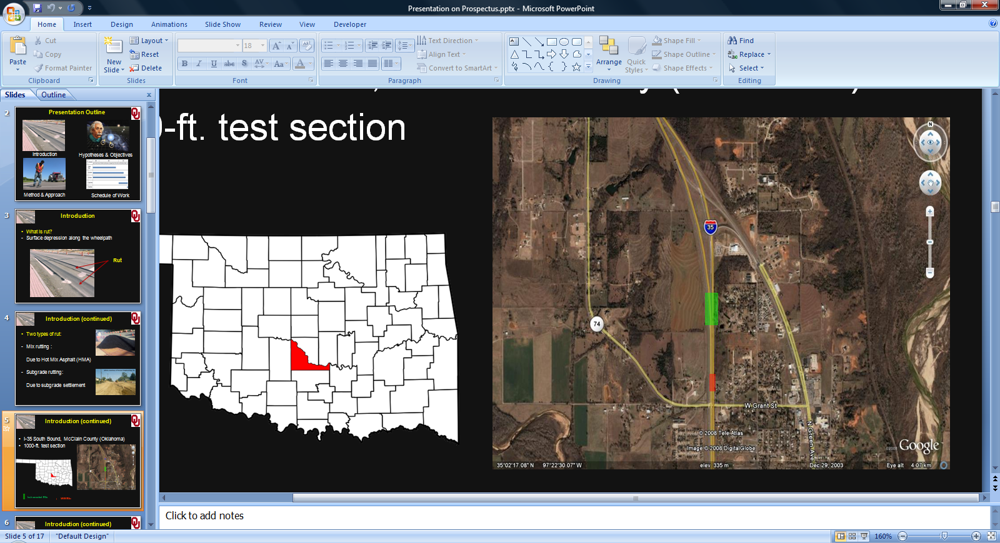 Presentation on Prospectus.pptx - Microsoft PowerPoint
Home Insert Design Animations Slide Show Review View Developer
Paste
Cut
Copy
Format Painter
Clipboard
New
Slide
Layout
Reset
Delete
Slides
18
B I U abc S AV Aa A
Font
Text Direction
Align Text
Convert to SmartArt
Paragraph
Arrange
Quick
Styles
Shape Fill
Shape Outline
Shape Effects
Drawing
Find
Replace
Select
Editing
Slides Outline
2
Presentation Outline
Introduction
Hypotheses & Objectives
Method & Approach
Schedule of Work
3
Introduction
• What is rut?
- Surface depression along the wheelpath
Rut
4
Introduction (continued)
• Two types of rut:
- Mix rutting :
Due to Hot Mix Asphalt (HMA)
- Subgrade rutting:
Due to subgrade settlement
5
Introduction (continued)
• I-35 South Bound, McClain County (Oklahoma)
• 1000-ft. test section
6
Introduction (continued)
-ft. test section
N
35
74
W Grant St
N Green Ave
© 2008 Tele Atlas
Image © 2008 DigitalGlobe
©2008 Google
35°02'17.08" N 97°22'30.07" W
elev 335 m
Dec 29, 2003
Eye alt 4.07 km
Click to add notes
Slide 5 of 17
"Default Design"
160%